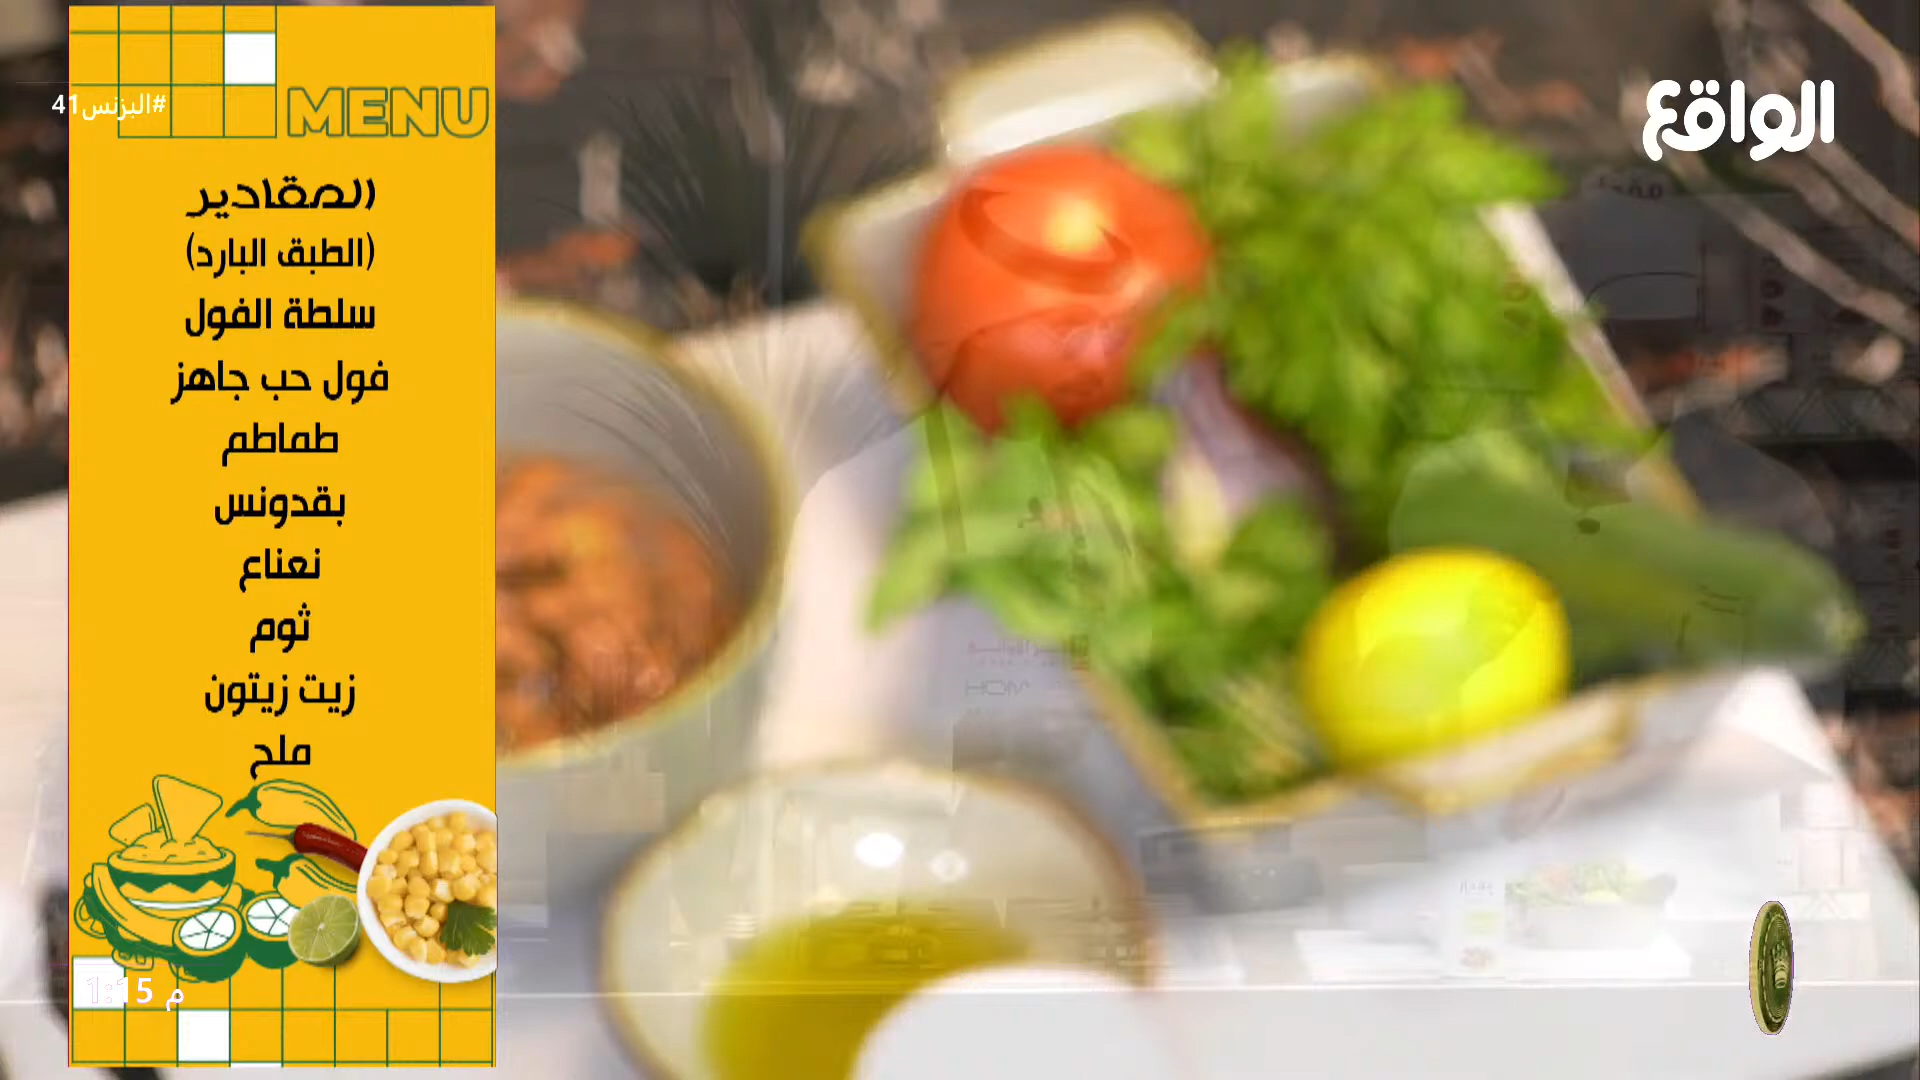 #البزنس41
MENU
الواقع
المقادير
(الطبق البارد)
سلطة الفول
فول حب جاهز
طماطم
بقدونس
نعناع
ثوم
زيت زيتون
ملح
1:15 م